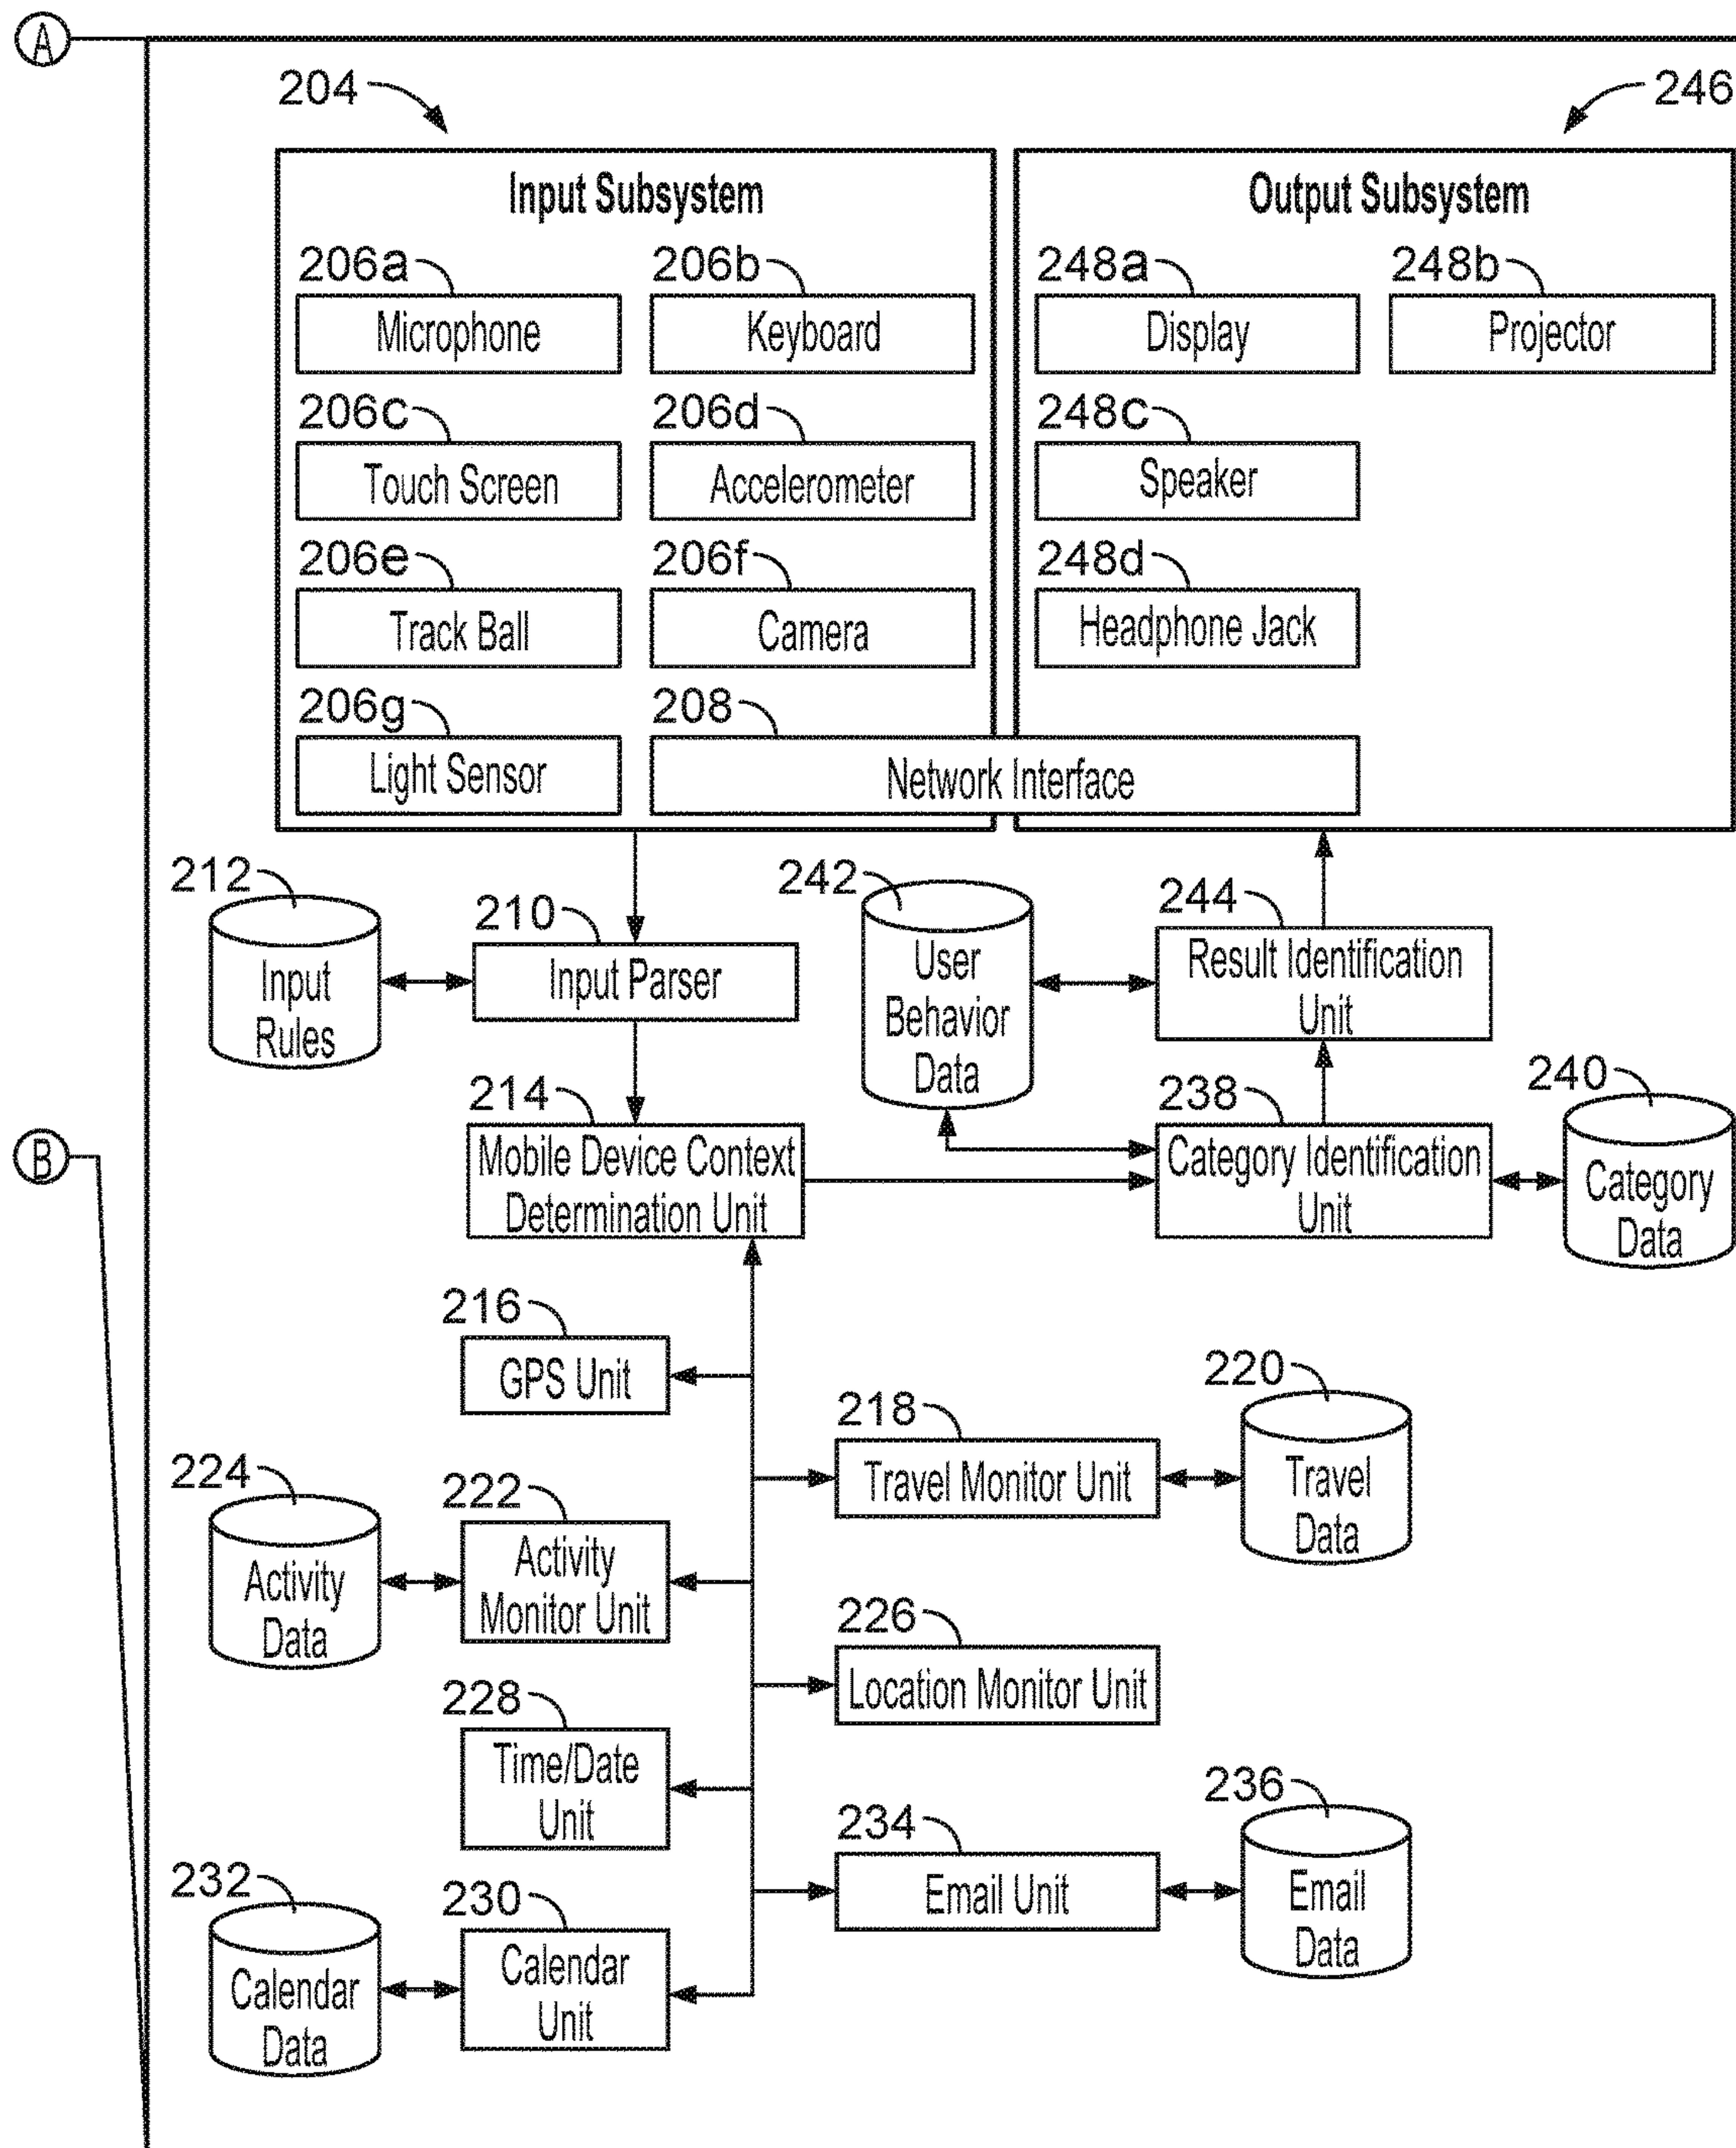 A
204
246
Input Subsystem
Output Subsystem
206a
206b
248a
248b
Microphone
Keyboard
Display
Projector
206c
206d
248c
Touch Screen
Accelerometer
Speaker
206e
206f
248d
Track Ball
Camera
Headphone Jack
206g
208
Light Sensor
Network Interface
212
210
242
244
Input
Rules
Input Parser
User
Behavior
Data
Result Identification
Unit
B
214
238
240
Mobile Device Context
Determination Unit
Category Identification
Unit
Category
Data
216
GPS Unit
218
220
Travel Monitor Unit
Travel
Data
224
222
Activity
Data
Activity
Monitor Unit
226
Location Monitor Unit
228
Time/Date
Unit
234
236
Email Unit
Email
Data
232
230
Calendar
Data
Calendar
Unit